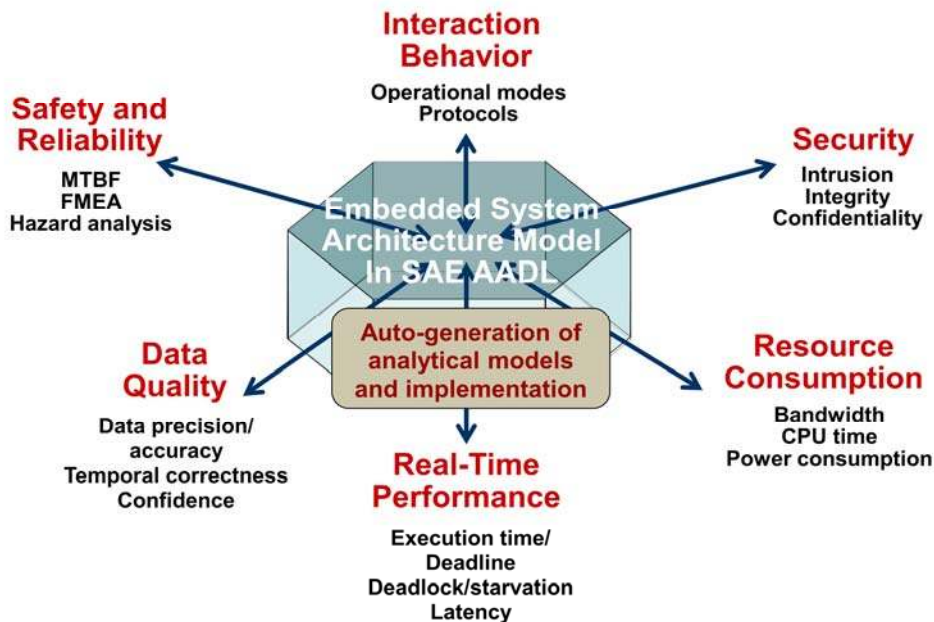 Interaction
Behavior
Operational modes
Protocols
Safety and
Reliability
MTBF
FMEA
Hazard analysis
Security
Intrusion
Integrity
Confidentiality
Embedded System
Architecture Model
In SAE AADL
Auto-generation of
analytical models
and implementation
Data
Quality
Data precision/
accuracy
Temporal correctness
Confidence
Real-Time
Performance
Execution time/
Deadline
Deadlock/starvation
Latency
Resource
Consumption
Bandwidth
CPU time
Power consumption